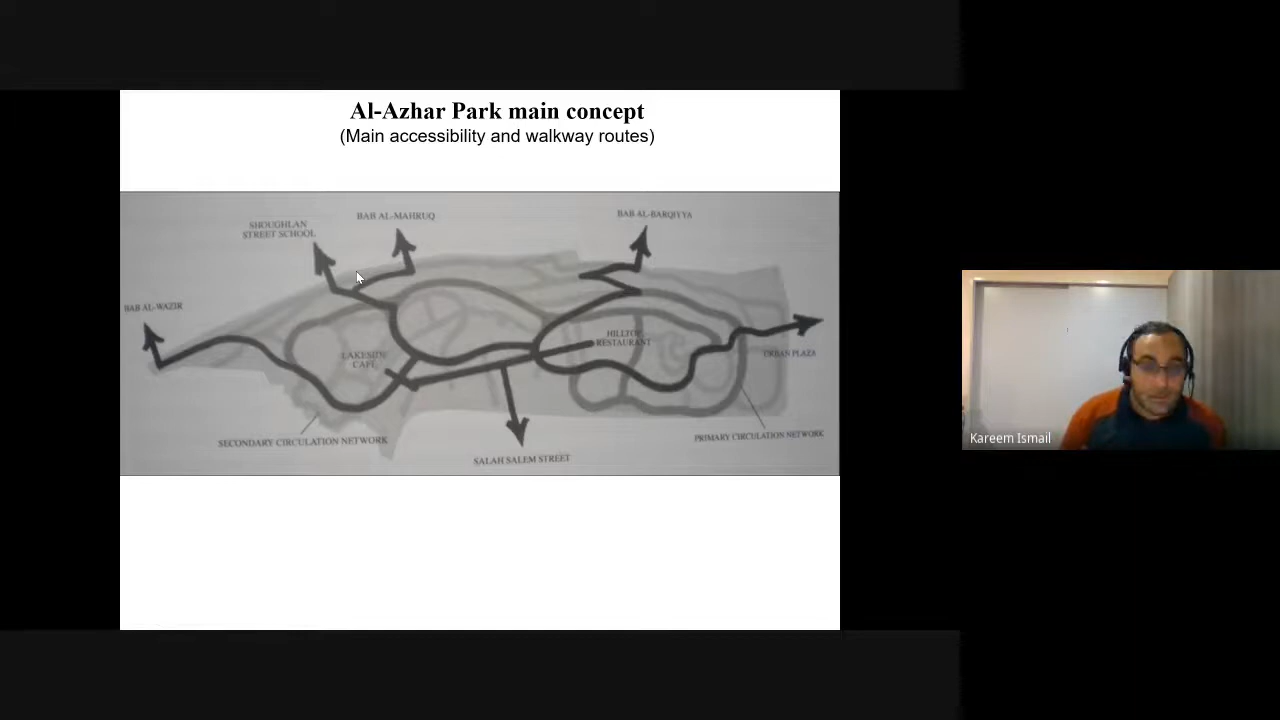 Al-Azhar Park main concept
(Main accessibility and walkway routes)
SHOUGHLAN
STREET SCHOOL
BAB AL-MAHRUQ
BAB AL-BARQIYYA
BAB AL-WAZIR
LAKESIDE
CAFE
HILLTOP
RESTAURANT
URBAN PLAZA
SECONDARY CIRCULATION NETWORK
SALAH SALEM STREET
PRIMARY CIRCULATION NETWORK
Kareem Ismail